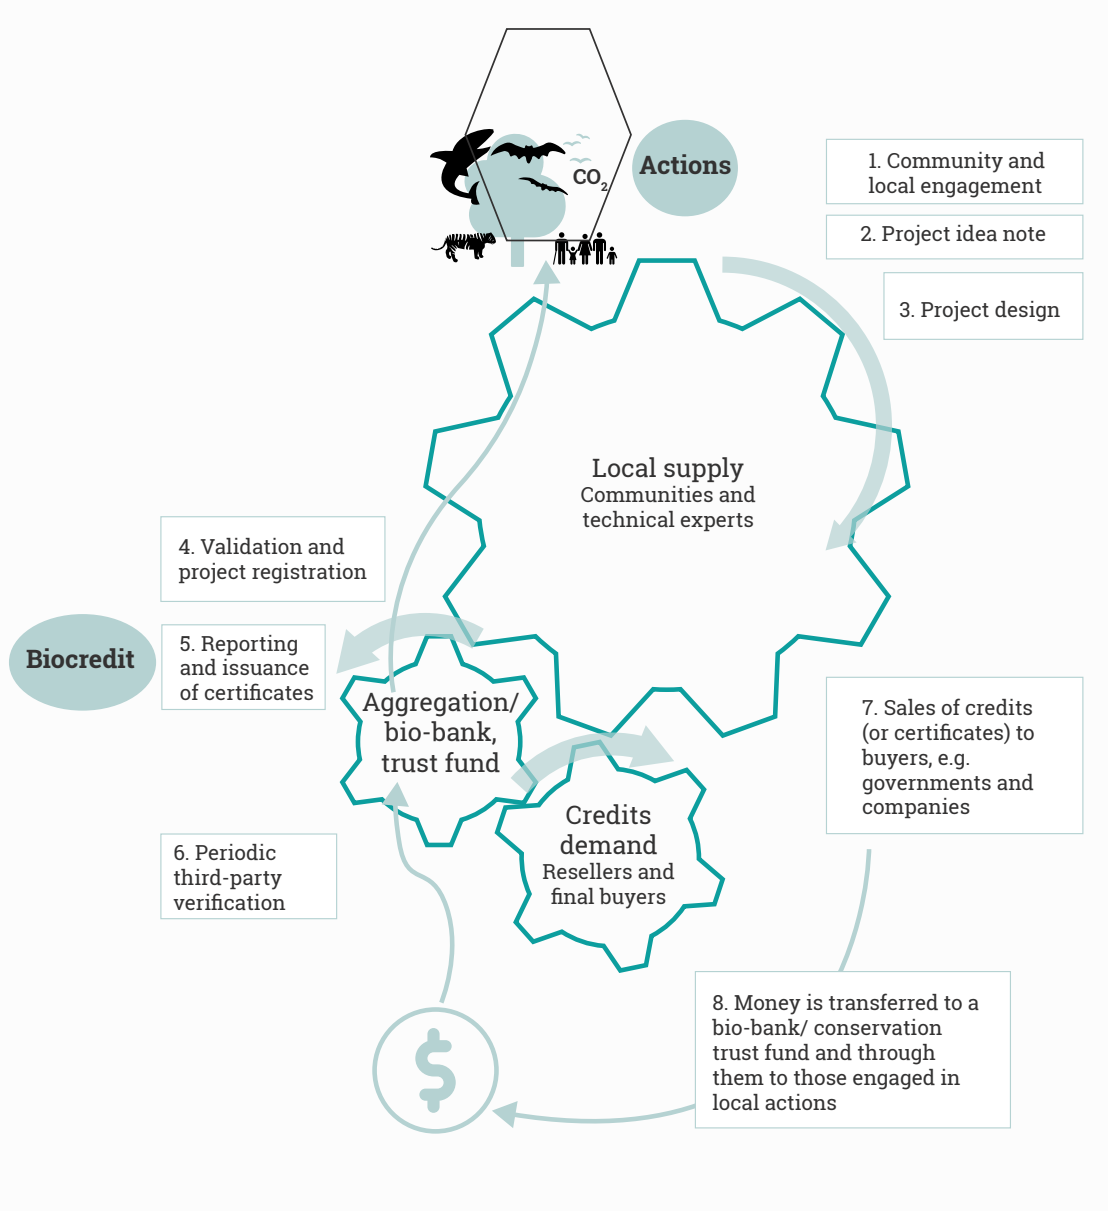 CO2
Actions
1. Community and
local engagement
2. Project idea note
3. Project design
Local supply
Communities and
technical experts
4. Validation and
project registration
Biocredit
5. Reporting
and issuance
of certificates
Aggregation/
bio-bank,
trust fund
7. Sales of credits
(or certificates) to
buyers, e.g.
governments and
companies
Credits
demand
Resellers and
final buyers
6. Periodic
third-party
verification
8. Money is transferred to a
bio-bank/ conservation
trust fund and through
them to those engaged in
local actions
$